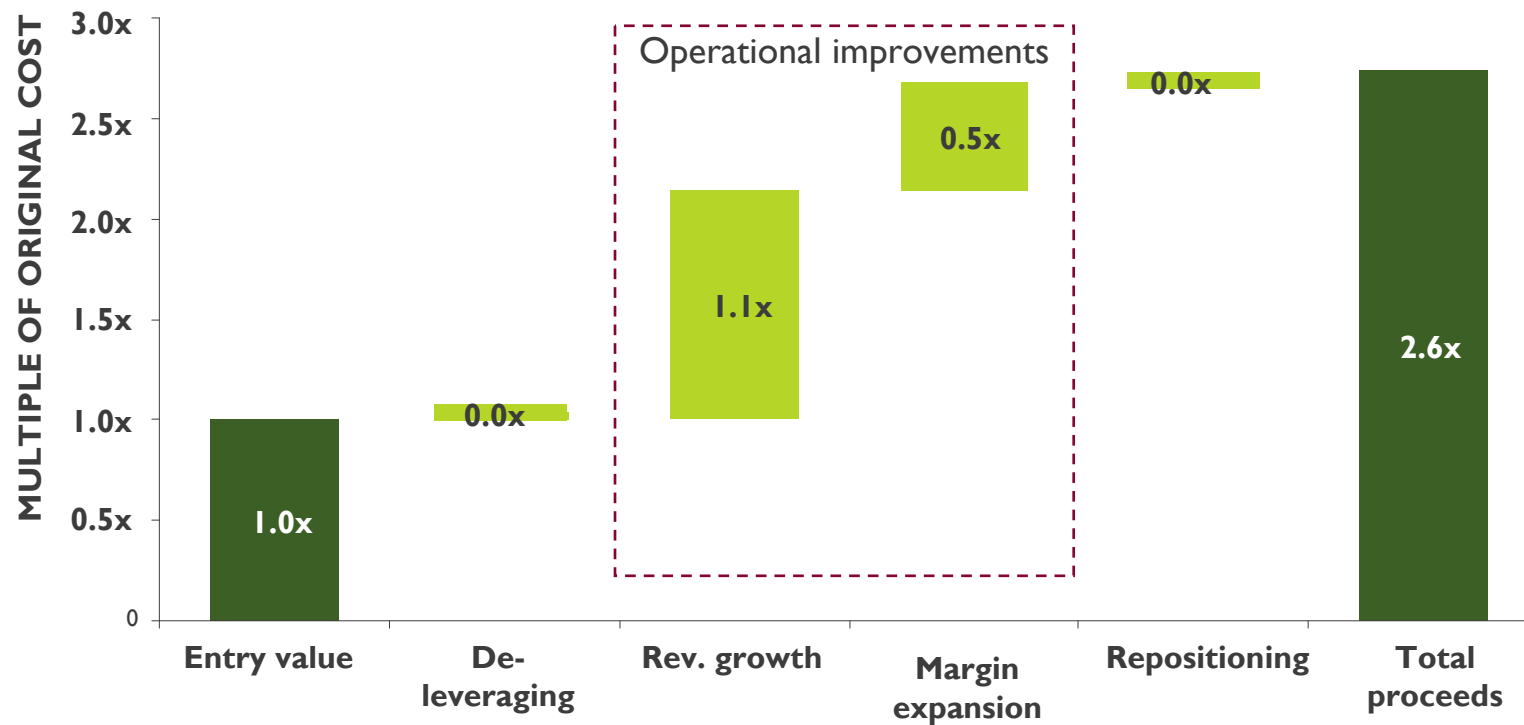 MULTIPLE OF ORIGINAL COST
3.0x
2.5x
2.0x
1.5x
1.0x
0.5x
0
Operational improvements
1.0x
0.0x
1.1x
0.5x
0.0x
2.6x
Entry value
De-
leveraging
Rev. growth
Margin
expansion
Repositioning
Total
proceeds